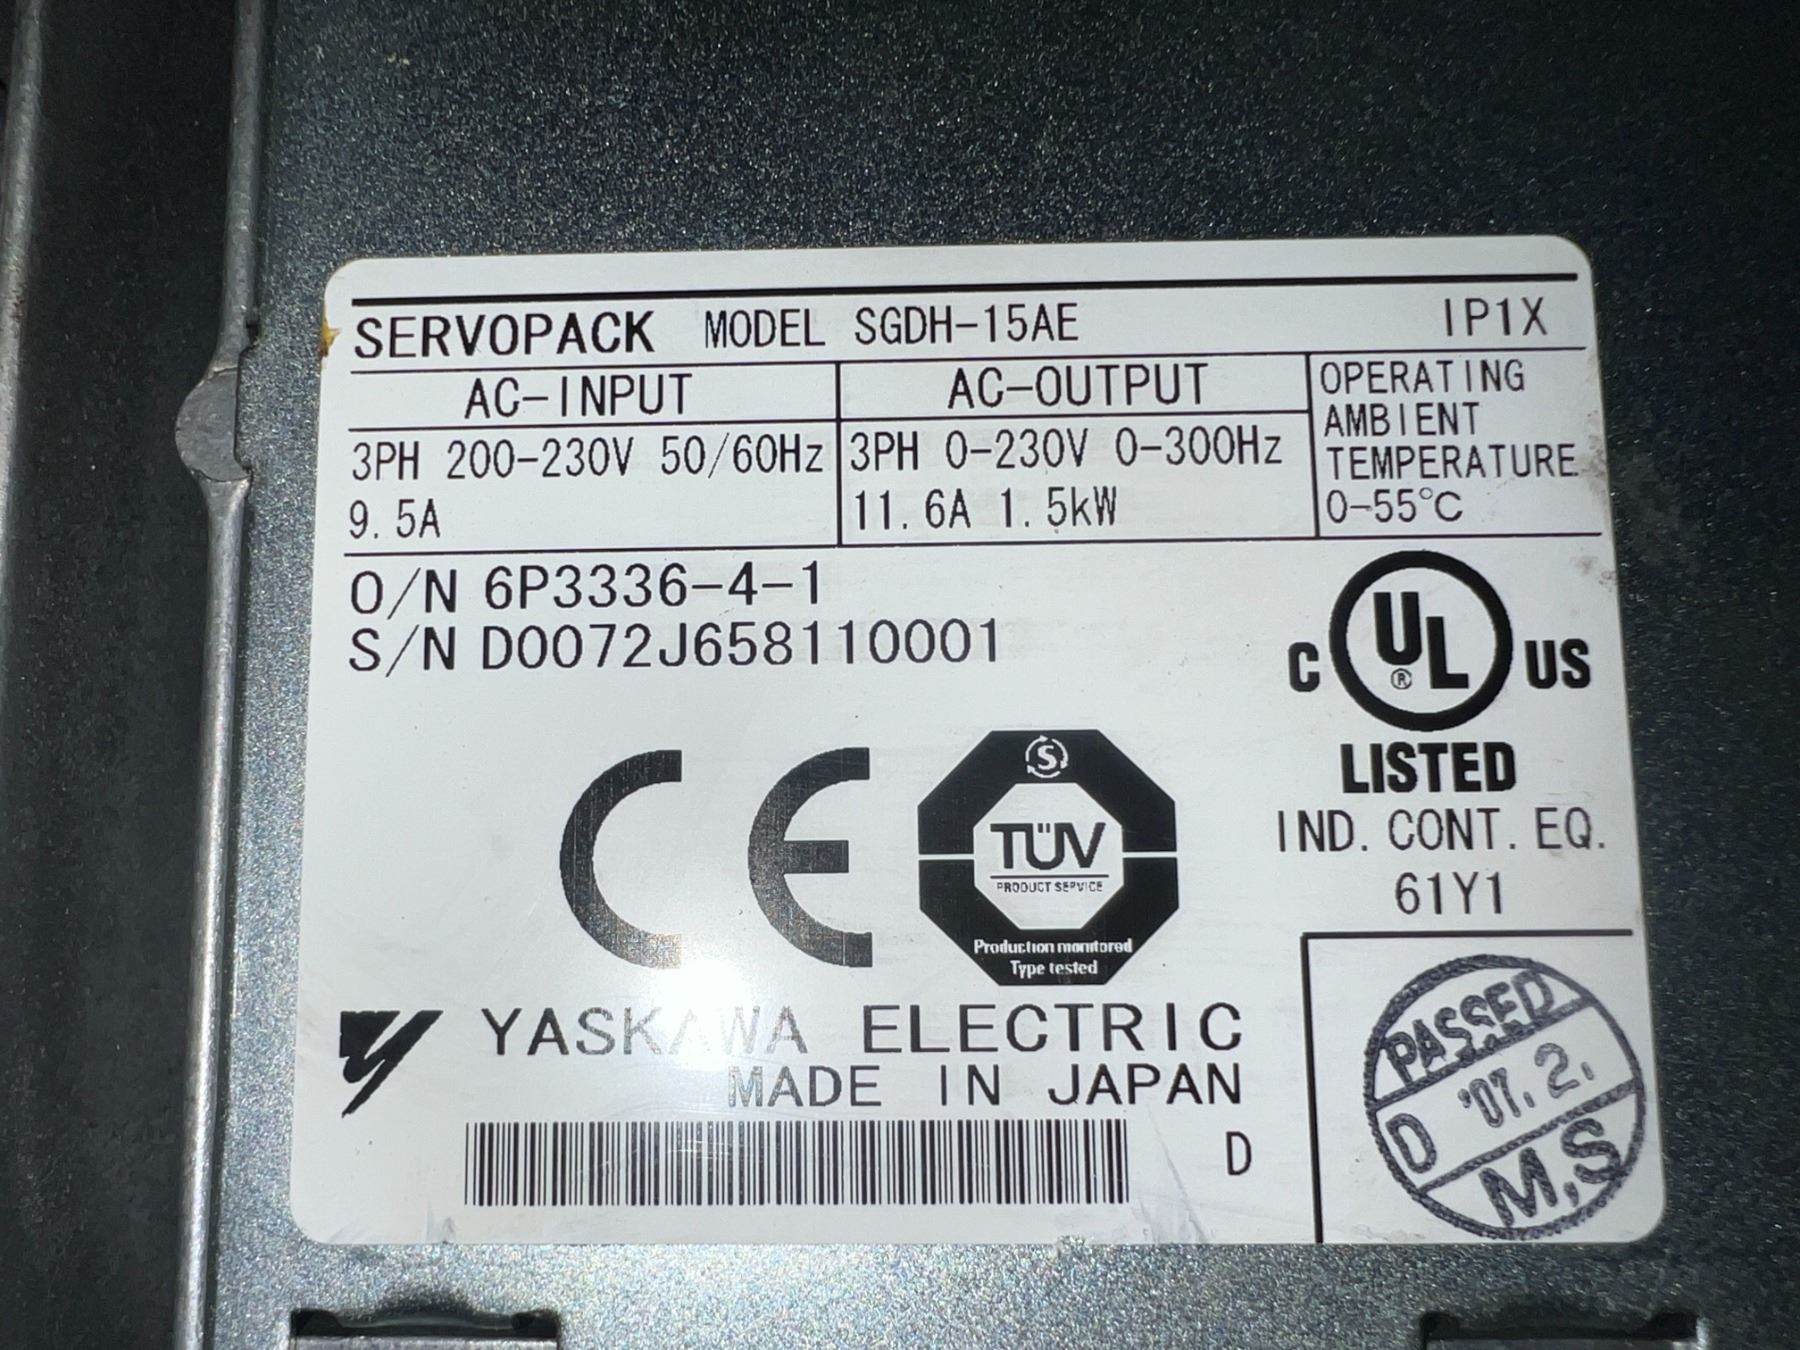 SERVOPACK MODEL SGDH-15AE IP1X
AC-INPUT AC-OUTPUT OPERATING
AMBIENT
TEMPERATURE
0-55°C
3PH 200-230V 50/60Hz 3PH 0-230V 0-300Hz
9.5A 11.6A 1.5kW
O/N 6P3336-4-1
S/N D0072J658110001
C UL® US
LISTED
IND. CONT. EQ.
61Y1
CE
S
TÜV
PRODUCT SERVICE
Production monitored
Type tested
YASKAWA ELECTRIC
MADE IN JAPAN
D
PASSED
D '07.2.
M.S